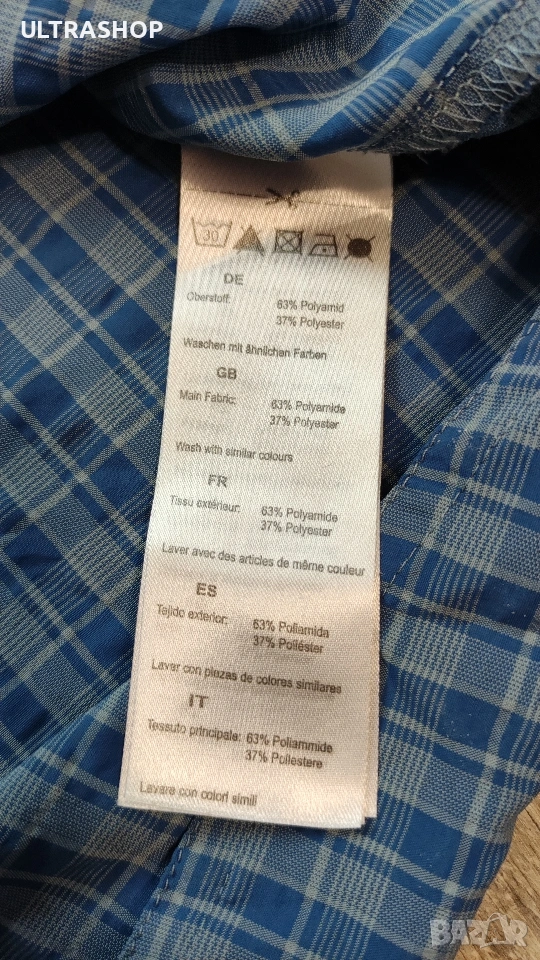 ULTRASHOP
30
DE
Oberstoff: 63% Polyamid
37% Polyester
Waschen mit ähnlichen Farben
GB
Main Fabric: 63% Polyamide
37% Polyester
Wash with similar colours
FR
Tissu extérieur: 63% Polyamide
37% Polyester
Laver avec des articles de même couleur
ES
Tejido exterior: 63% Poliamida
37% Poliéster
Lavar con piezas de colores similares
IT
Tessuto principale: 63% Poliammide
37% Poliestere
Lavare con colori simili
BAZAR